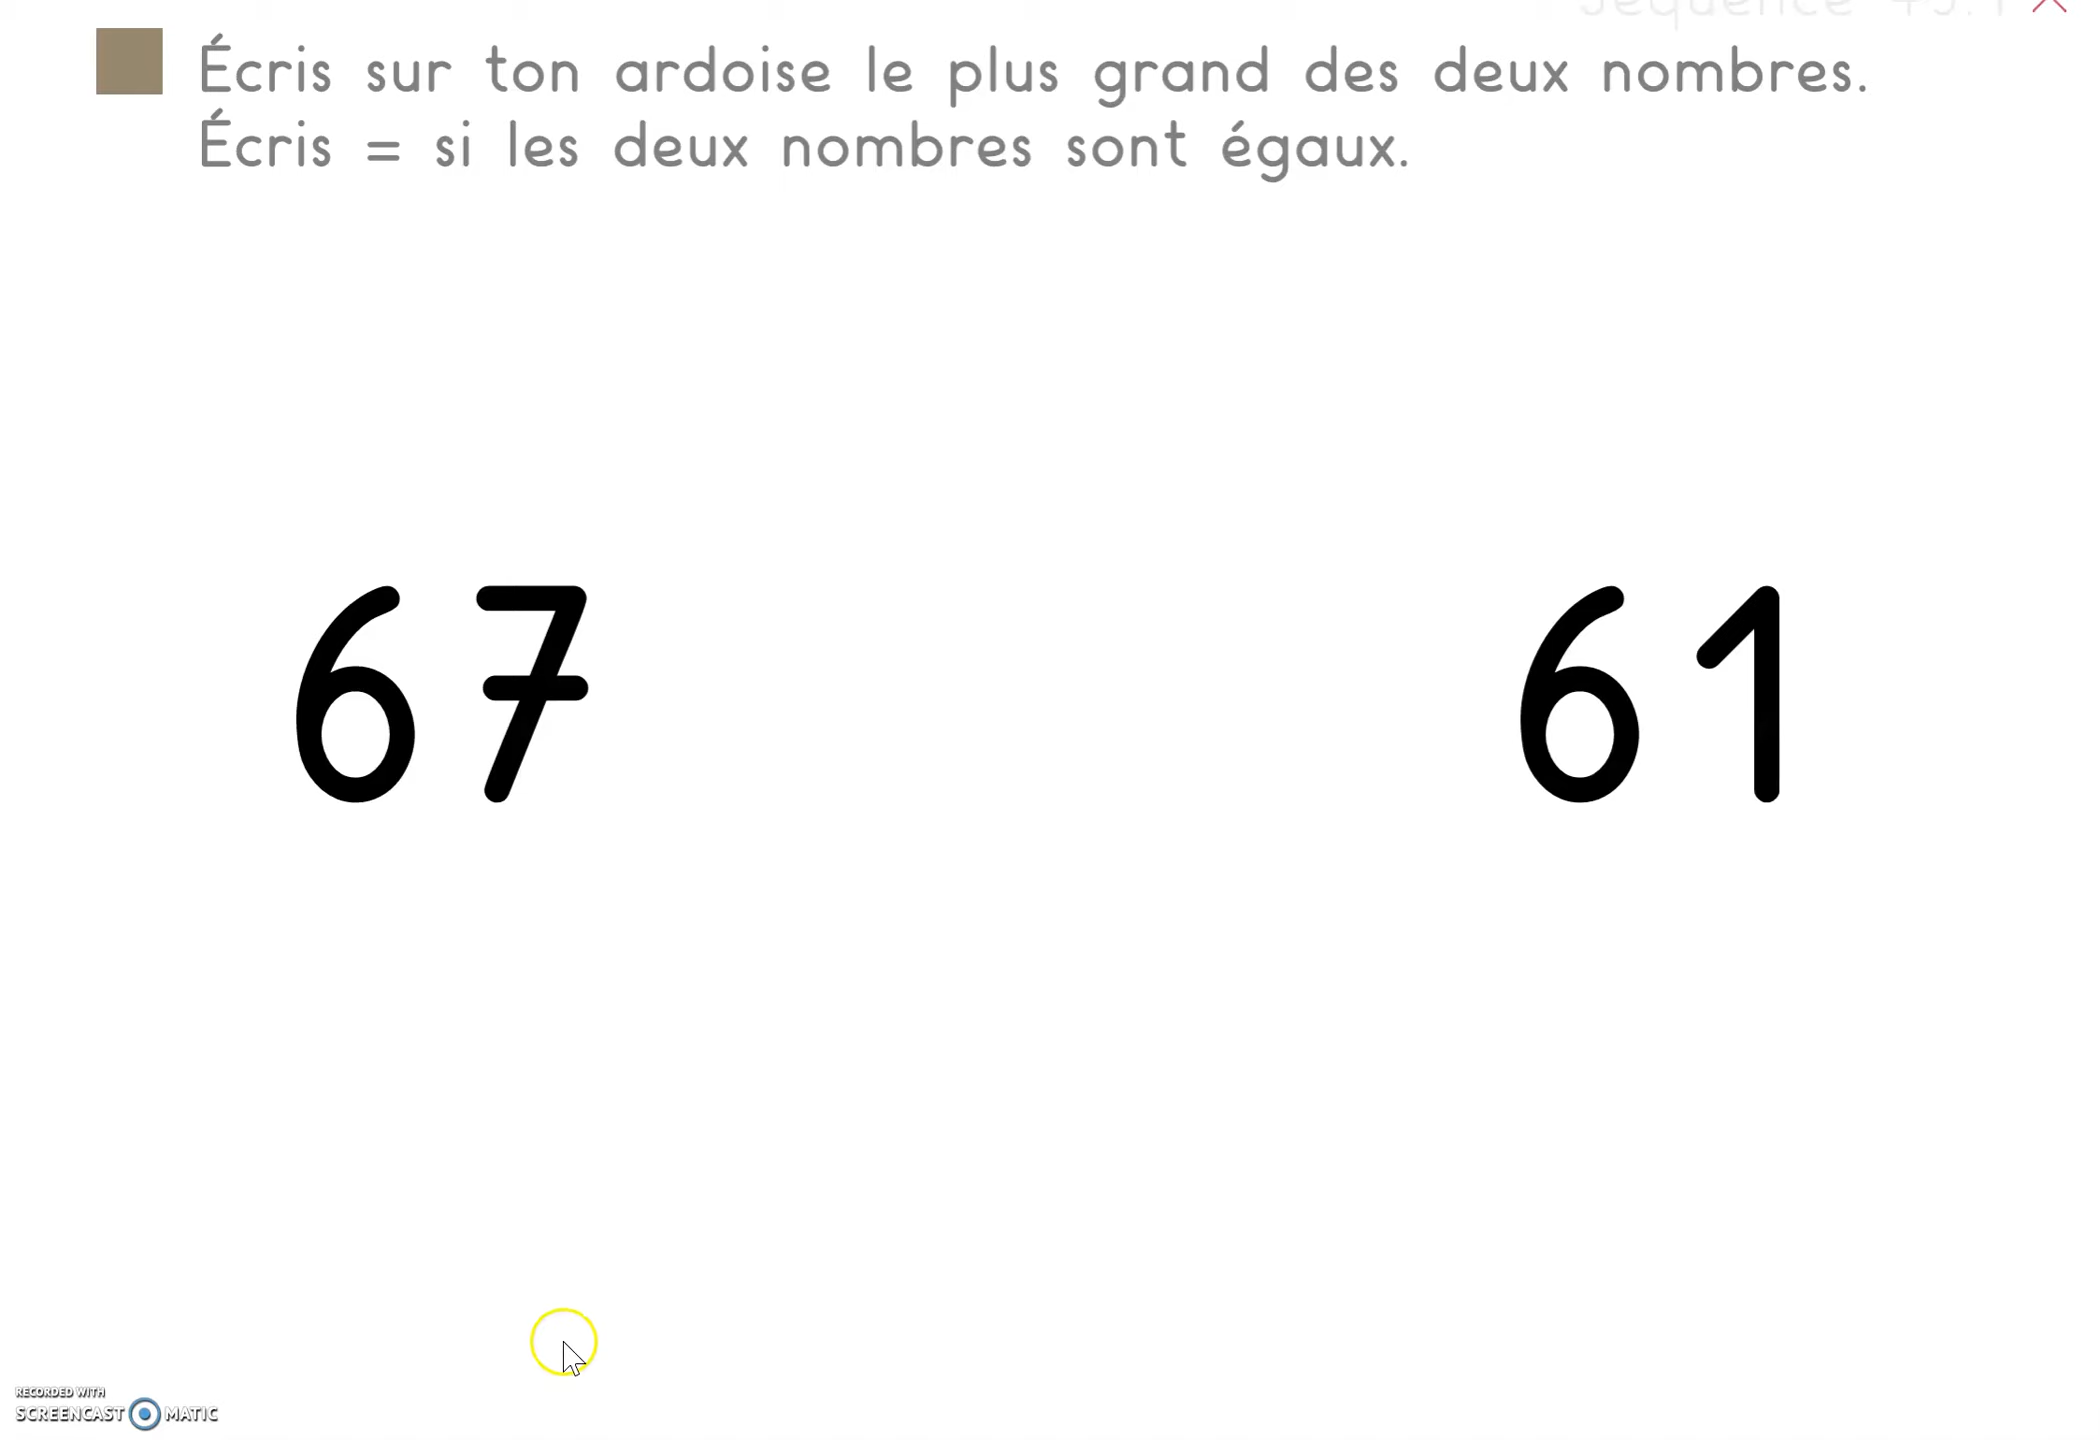 Séquence
Écris sur ton ardoise le plus grand des deux nombres.
Écris = si les deux nombres sont égaux.
67 61
RECORDED WITH
SCREENCAST MATIC